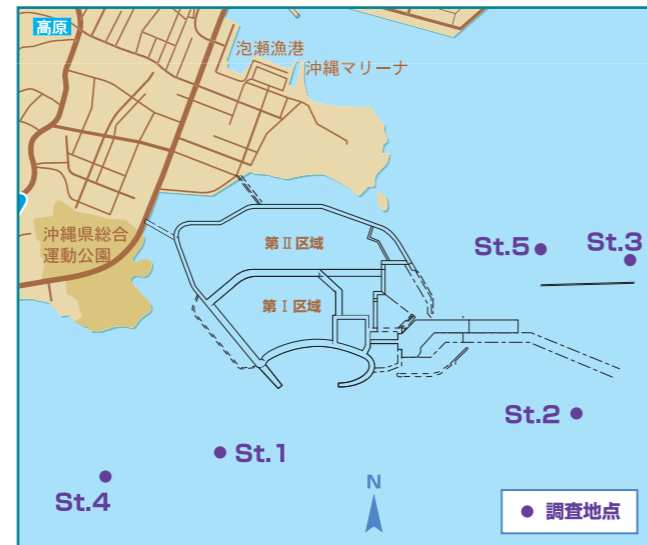 高原
泡瀬漁港
沖縄マリーナ
沖縄県総合
運動公園
第Ⅱ区域
第Ⅰ区域
St.5
St.3
St.2
St.1
St.4
N
調査地点